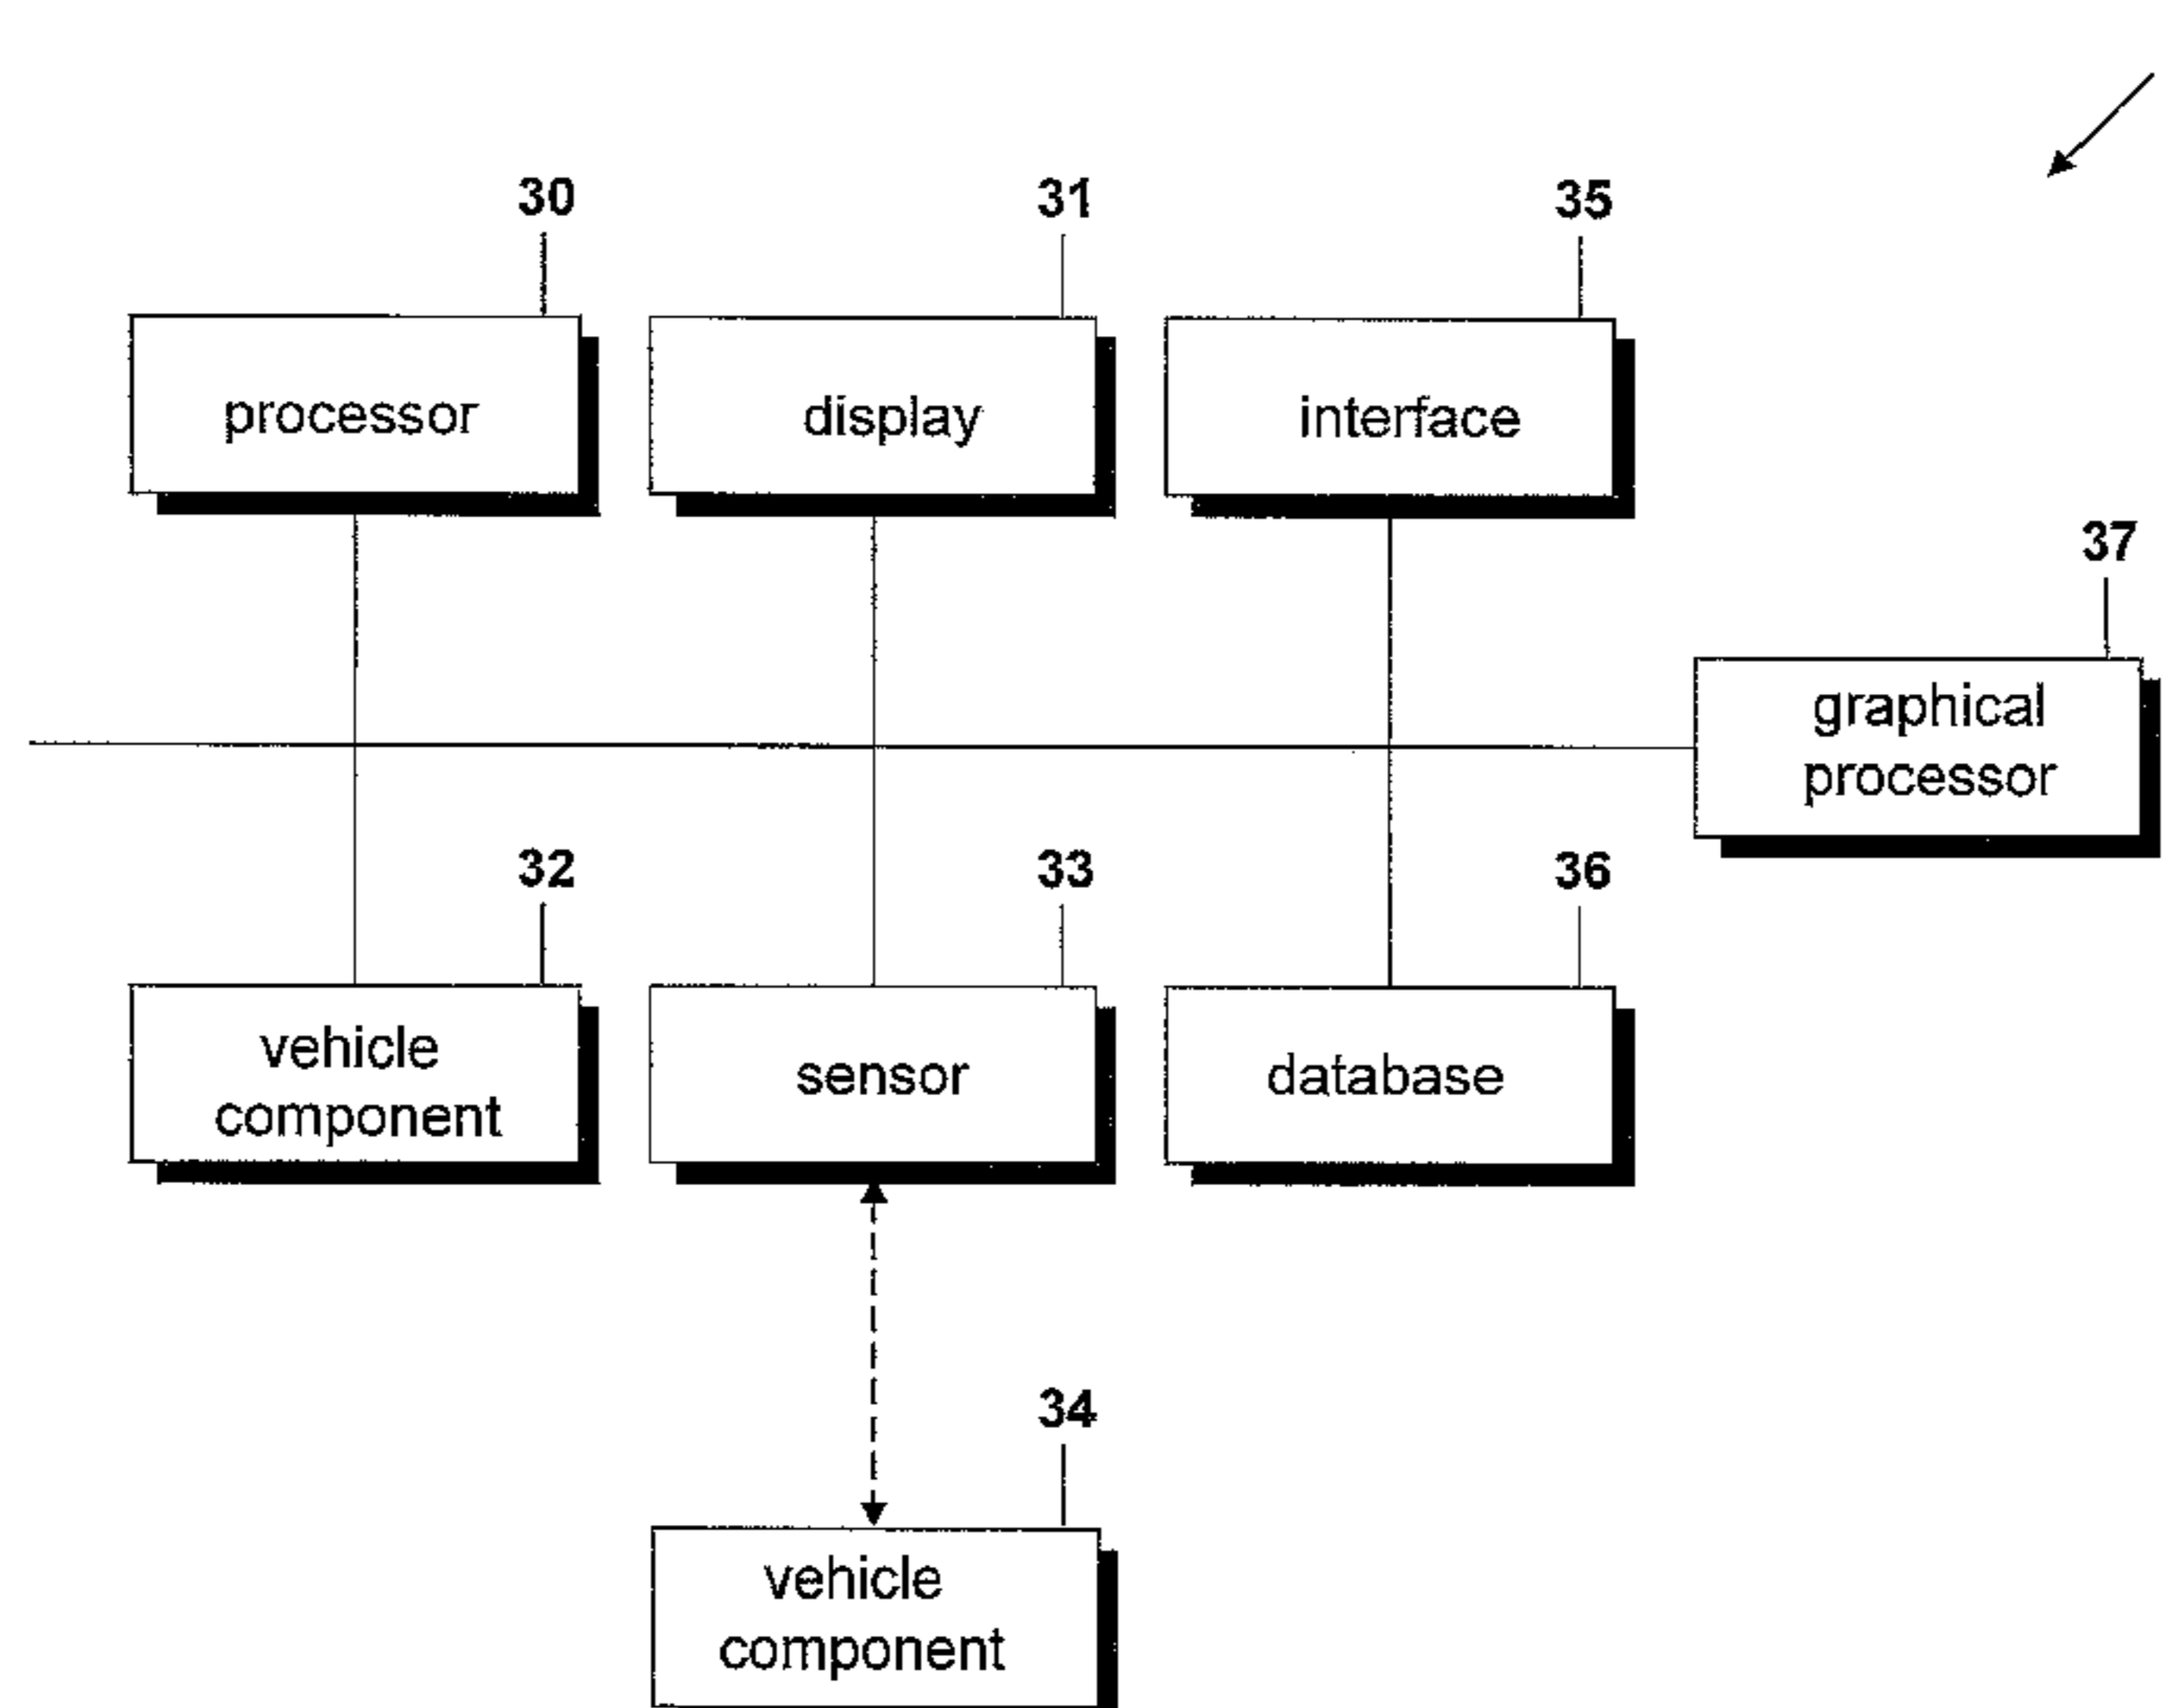 30
31
35
processor
display
interface
37
graphical
processor
32
33
36
vehicle
component
sensor
database
34
vehicle
component